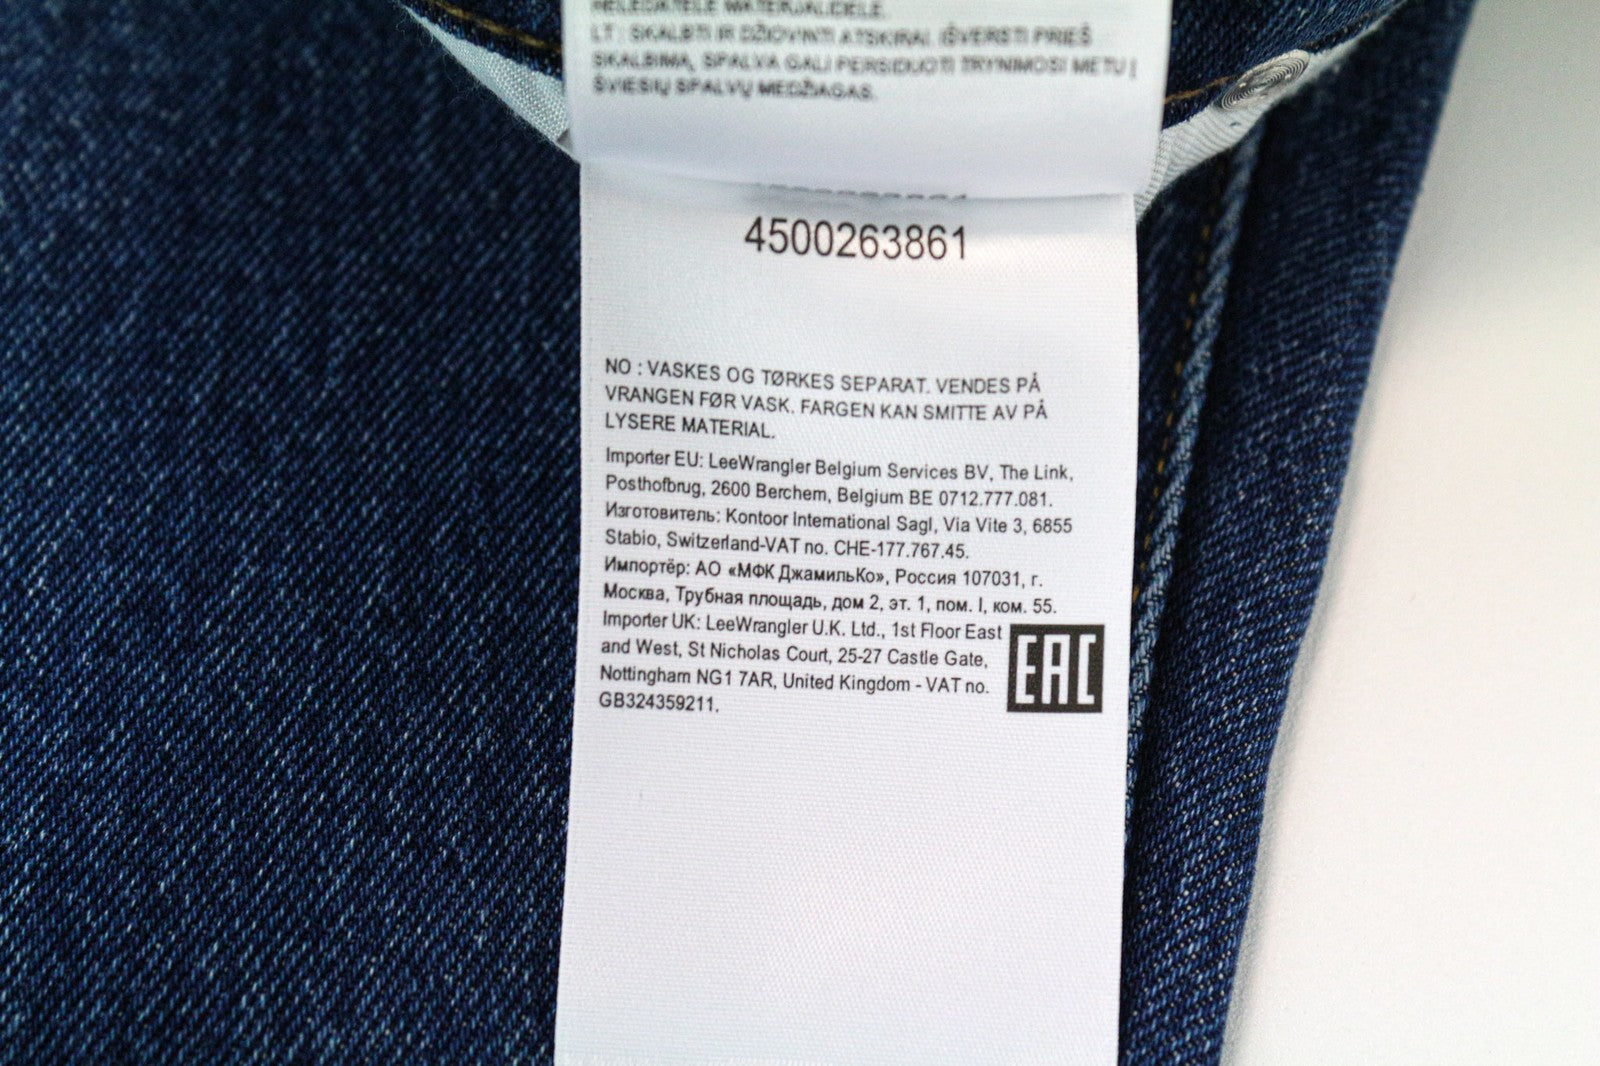 LT : SKALBTI IR DŽIOVINTI ATSKIRAI. IŠVERSTI PRIEŠ
SKALBIMĄ, SPALVA GALI PERSIDUOTI TRYNIMOSI METU Į
ŠVIESIŲ SPALVŲ MEDŽIAGAS.
4500263861
NO : VASKES OG TØRKES SEPARAT. VENDES PÅ
VRANGEN FØR VASK. FARGEN KAN SMITTE AV PÅ
LYSERE MATERIAL.
Importer EU: LeeWrangler Belgium Services BV, The Link,
Posthofbrug, 2600 Berchem, Belgium BE 0712.777.081.
Изготовитель: Kontoor International Sagl, Via Vite 3, 6855
Stabio, Switzerland-VAT no. CHE-177.767.45.
Импортёр: АО «МФК ДжамильКо», Россия 107031, г.
Москва, Трубная площадь, дом 2, эт. 1, пом. I, ком. 55.
Importer UK: LeeWrangler U.K. Ltd., 1st Floor East
and West, St Nicholas Court, 25-27 Castle Gate,
Nottingham NG1 7AR, United Kingdom - VAT no.
GB324359211.
EAC